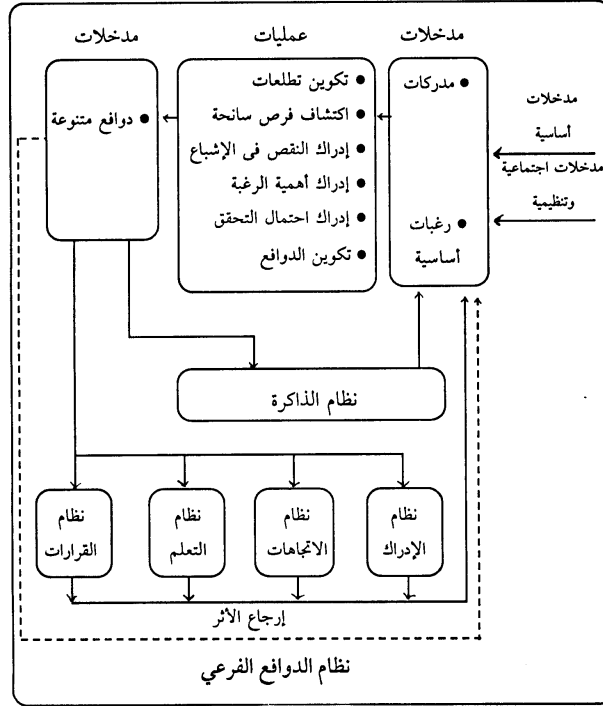 مدخلات
عمليات
مدخلات
مدخلات
أساسية
مدخلات اجتماعية
وتنظيمية
● مدركات
● رغبات
أساسية
● تكوين تطلعات
● اكتشاف فرص سانحة
● إدراك النقص فى الإشباع
● إدراك أهمية الرغبة
● إدراك احتمال التحقق
● تكوين الدوافع
● دوافع متنوعة
نظام الذاكرة
نظام
الإدراك
نظام
الاتجاهات
نظام
التعلم
نظام
القرارات
إرجاع الأثر
نظام الدوافع الفرعي